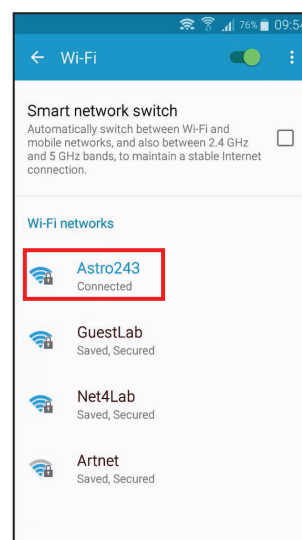 76% 09:54
Wi-Fi
Smart network switch
Automatically switch between Wi-Fi and
mobile networks, and also between 2.4 GHz
and 5 GHz bands, to maintain a stable Internet
connection.
Wi-Fi networks
Astro243
Connected
GuestLab
Saved, Secured
Net4Lab
Saved, Secured
Artnet
Saved, Secured